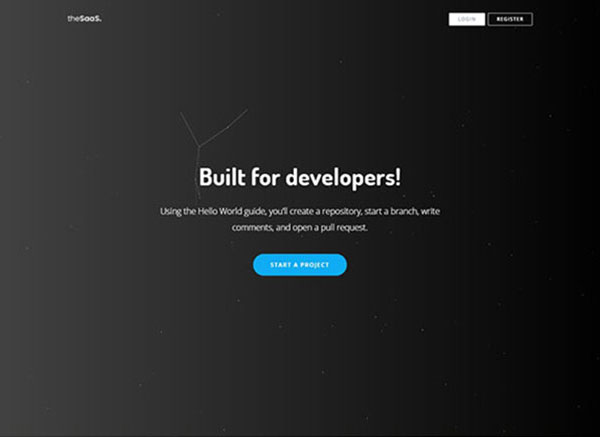 theSaaS.
LOGIN
REGISTER
Built for developers!
Using the Hello World guide, you'll create a repository, start a branch, write
comments, and open a pull request.
START A PROJECT